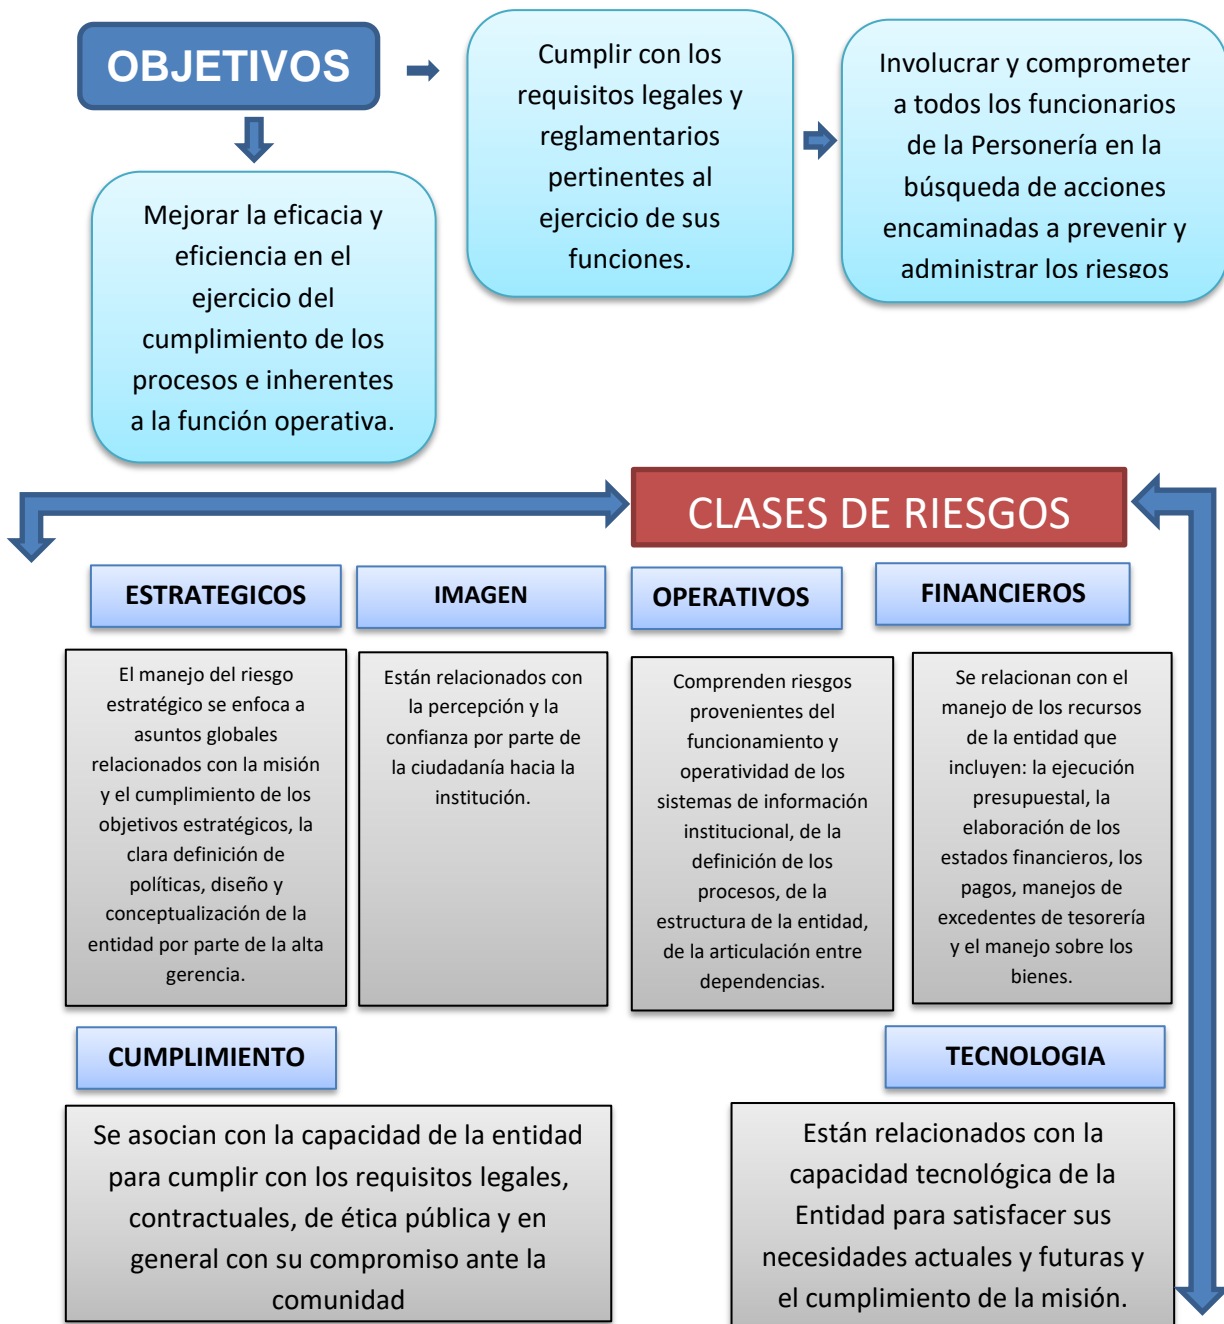 OBJETIVOS
Mejorar la eficacia y
eficiencia en el
ejercicio del
cumplimiento de los
procesos e inherentes
a la función operativa.
Cumplir con los
requisitos legales y
reglamentarios
pertinentes al
ejercicio de sus
funciones.
Involucrar y comprometer
a todos los funcionarios
de la Personería en la
búsqueda de acciones
encaminadas a prevenir y
administrar los riesgos
CLASES DE RIESGOS
ESTRATEGICOS
El manejo del riesgo
estratégico se enfoca a
asuntos globales
relacionados con la misión
y el cumplimiento de los
objetivos estratégicos, la
clara definición de
políticas, diseño y
conceptualización de la
entidad por parte de la alta
gerencia.
IMAGEN
Están relacionados con
la percepción y la
confianza por parte de
la ciudadanía hacia la
institución.
OPERATIVOS
Comprenden riesgos
provenientes del
funcionamiento y
operatividad de los
sistemas de información
institucional, de la
definición de los
procesos, de la
estructura de la entidad,
de la articulación entre
dependencias.
FINANCIEROS
Se relacionan con el
manejo de los recursos
de la entidad que
incluyen: la ejecución
presupuestal, la
elaboración de los
estados financieros, los
pagos, manejos de
excedentes de tesorería
y el manejo sobre los
bienes.
CUMPLIMIENTO
Se asocian con la capacidad de la entidad
para cumplir con los requisitos legales,
contractuales, de ética pública y en
general con su compromiso ante la
comunidad
TECNOLOGIA
Están relacionados con la
capacidad tecnológica de la
Entidad para satisfacer sus
necesidades actuales y futuras y
el cumplimiento de la misión.